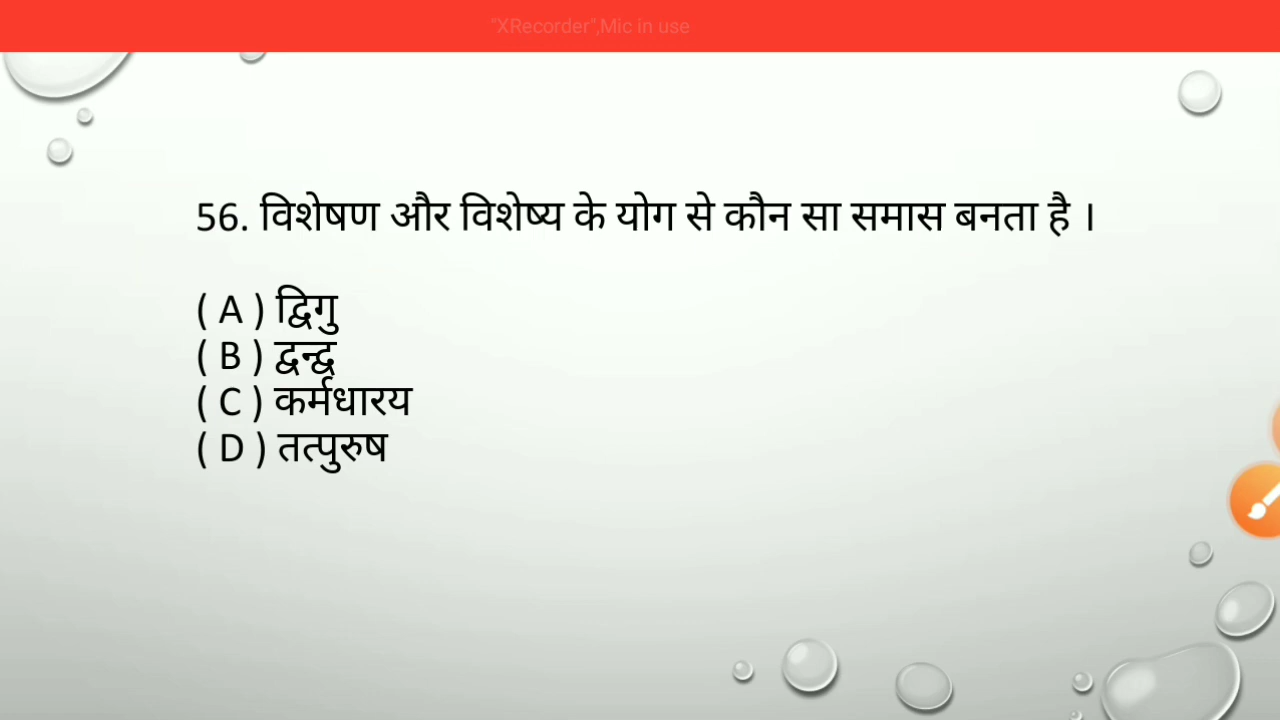 "XRecorder",Mic in use
56. विशेषण और विशेष्य के योग से कौन सा समास बनता है ।
( A ) द्विगु
( B ) द्वन्द्व
( C ) कर्मधारय
( D ) तत्पुरुष